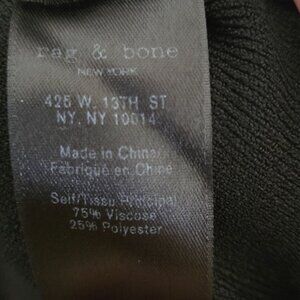 rag & bone
NEW YORK
425 W. 13TH ST
NY, NY 10014
Made in China/
Fabriqué en Chine
Self/Tissu Principal
75% Viscose
25% Polyester